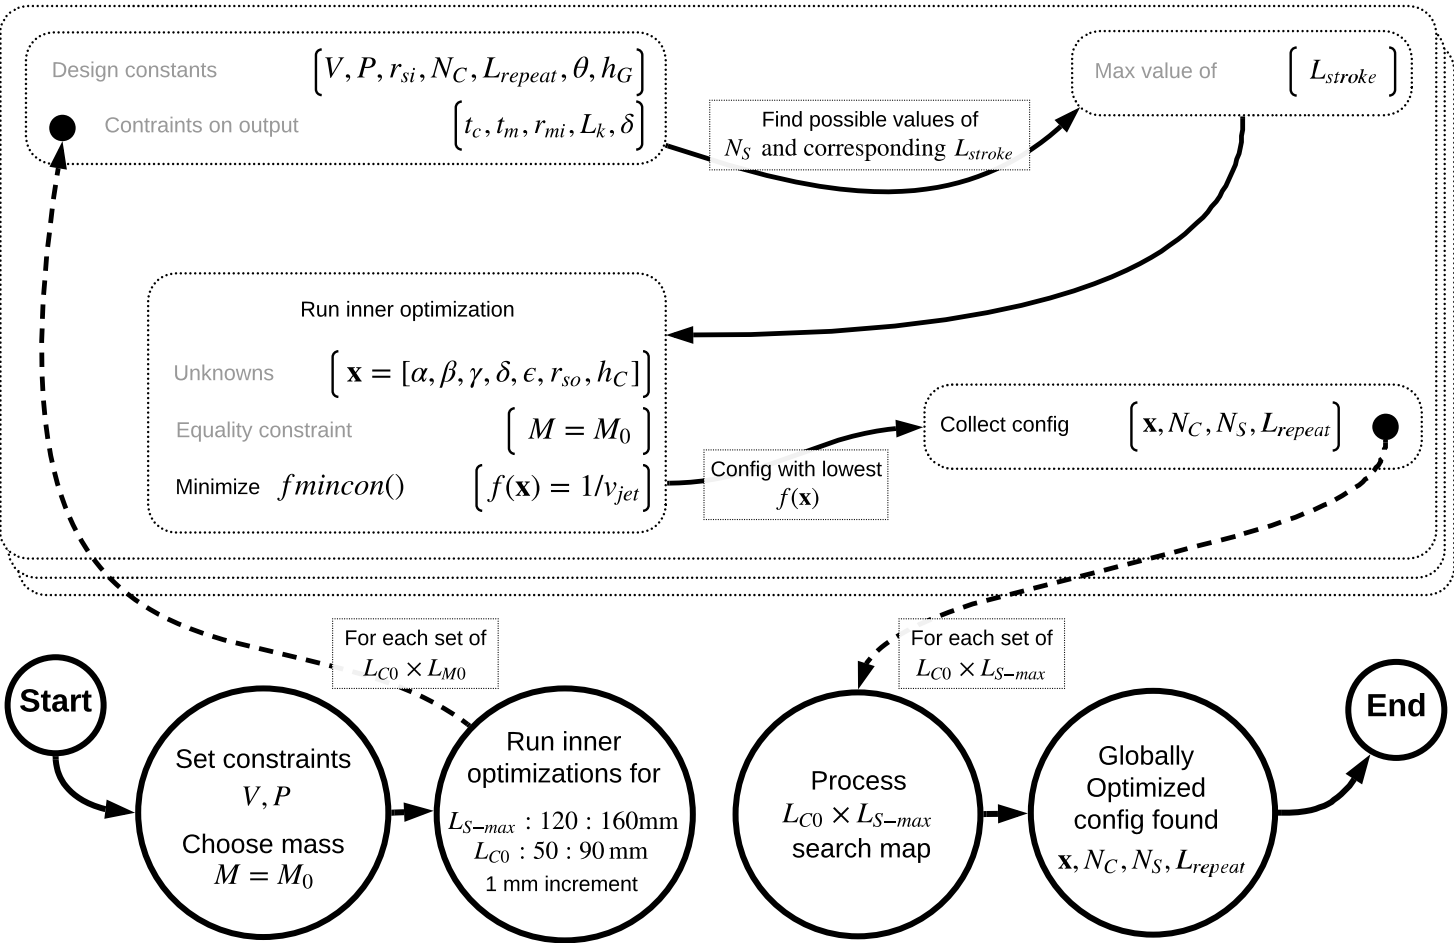 Design constants [V, P, r_si, N_C, L_repeat, θ, h_G]
Contraints on output [t_c, t_m, r_mi, L_k, δ]
Find possible values of
N_S and corresponding L_stroke
Max value of [L_stroke]
Run inner optimization
Unknowns [x = [α, β, γ, δ, ϵ, r_so, h_C]]
Equality constraint [M = M_0]
Minimize fmincon() [f(x) = 1/v_jet]
Config with lowest
f(x)
Collect config [x, N_C, N_S, L_repeat]
For each set of
L_C0 × L_M0
For each set of
L_C0 × L_S−max
Start
Set constraints
V, P
Choose mass
M = M_0
Run inner
optimizations for
L_S−max : 120 : 160mm
L_C0 : 50 : 90 mm
1 mm increment
Process
L_C0 × L_S−max
search map
Globally
Optimized
config found
x, N_C, N_S, L_repeat
End